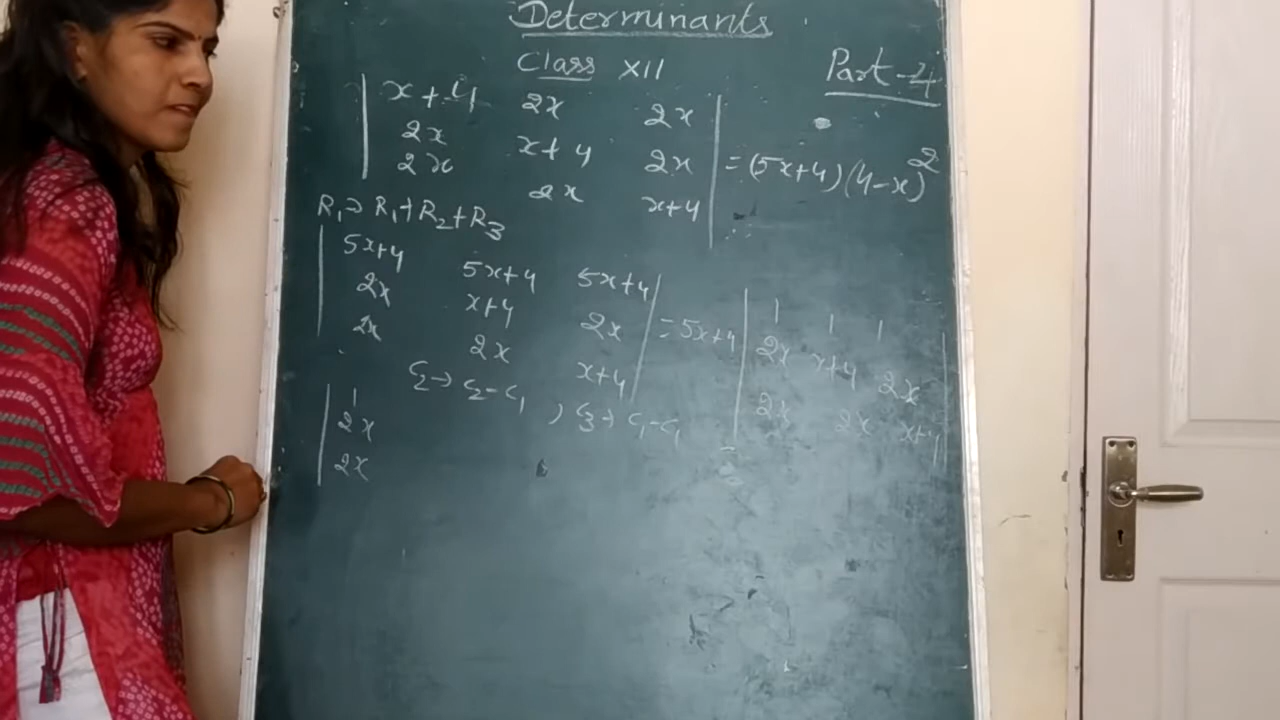 Determinants
Class XII
Part-4
| x+4 2x 2x |
| 2x x+4 2x | = (5x+4)(4-x)²
| 2x 2x x+4 |
R₁→ R₁+R₂+R₃
| 5x+4 5x+4 5x+4 | | 1 1 1 |
| 2x x+4 2x | = 5x+4 | 2x x+4 2x |
| 2x 2x x+4 | | 2x 2x x+4 |
C₂→ C₂-C₁ , C₃→ C₁-C₁
| 1
| 2x
| 2x